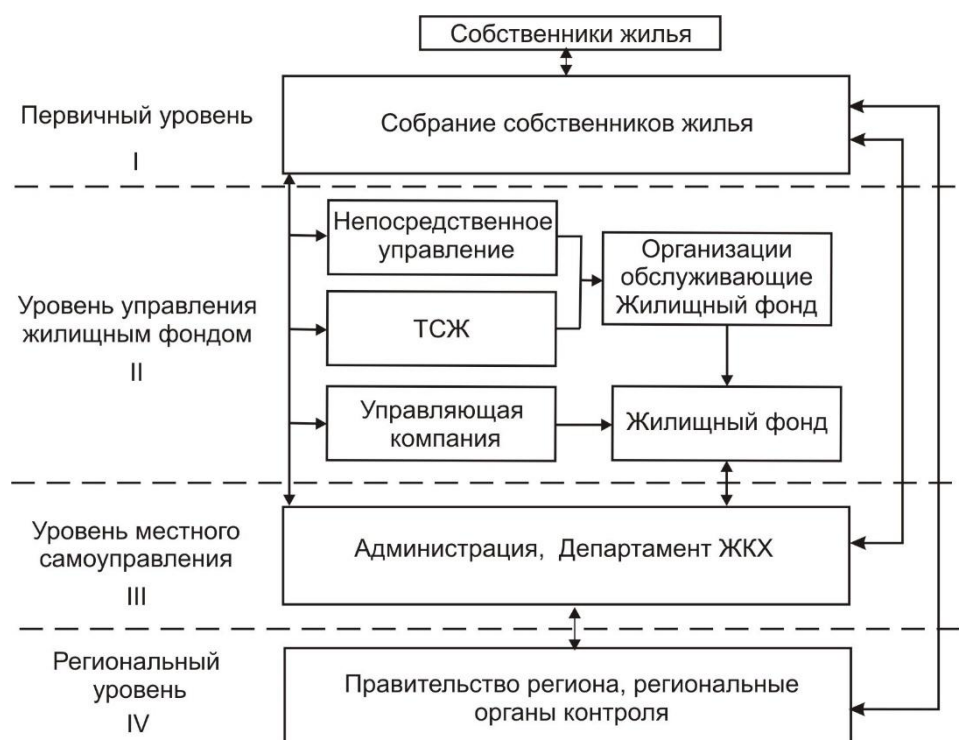 Собственники жилья
Первичный уровень
I
Собрание собственников жилья
Уровень управления
жилищным фондом
II
Непосредственное
управление
ТСЖ
Управляющая
компания
Организации
обслуживающие
Жилищный фонд
Жилищный фонд
Уровень местного
самоуправления
III
Администрация, Департамент ЖКХ
Региональный
уровень
IV
Правительство региона, региональные
органы контроля